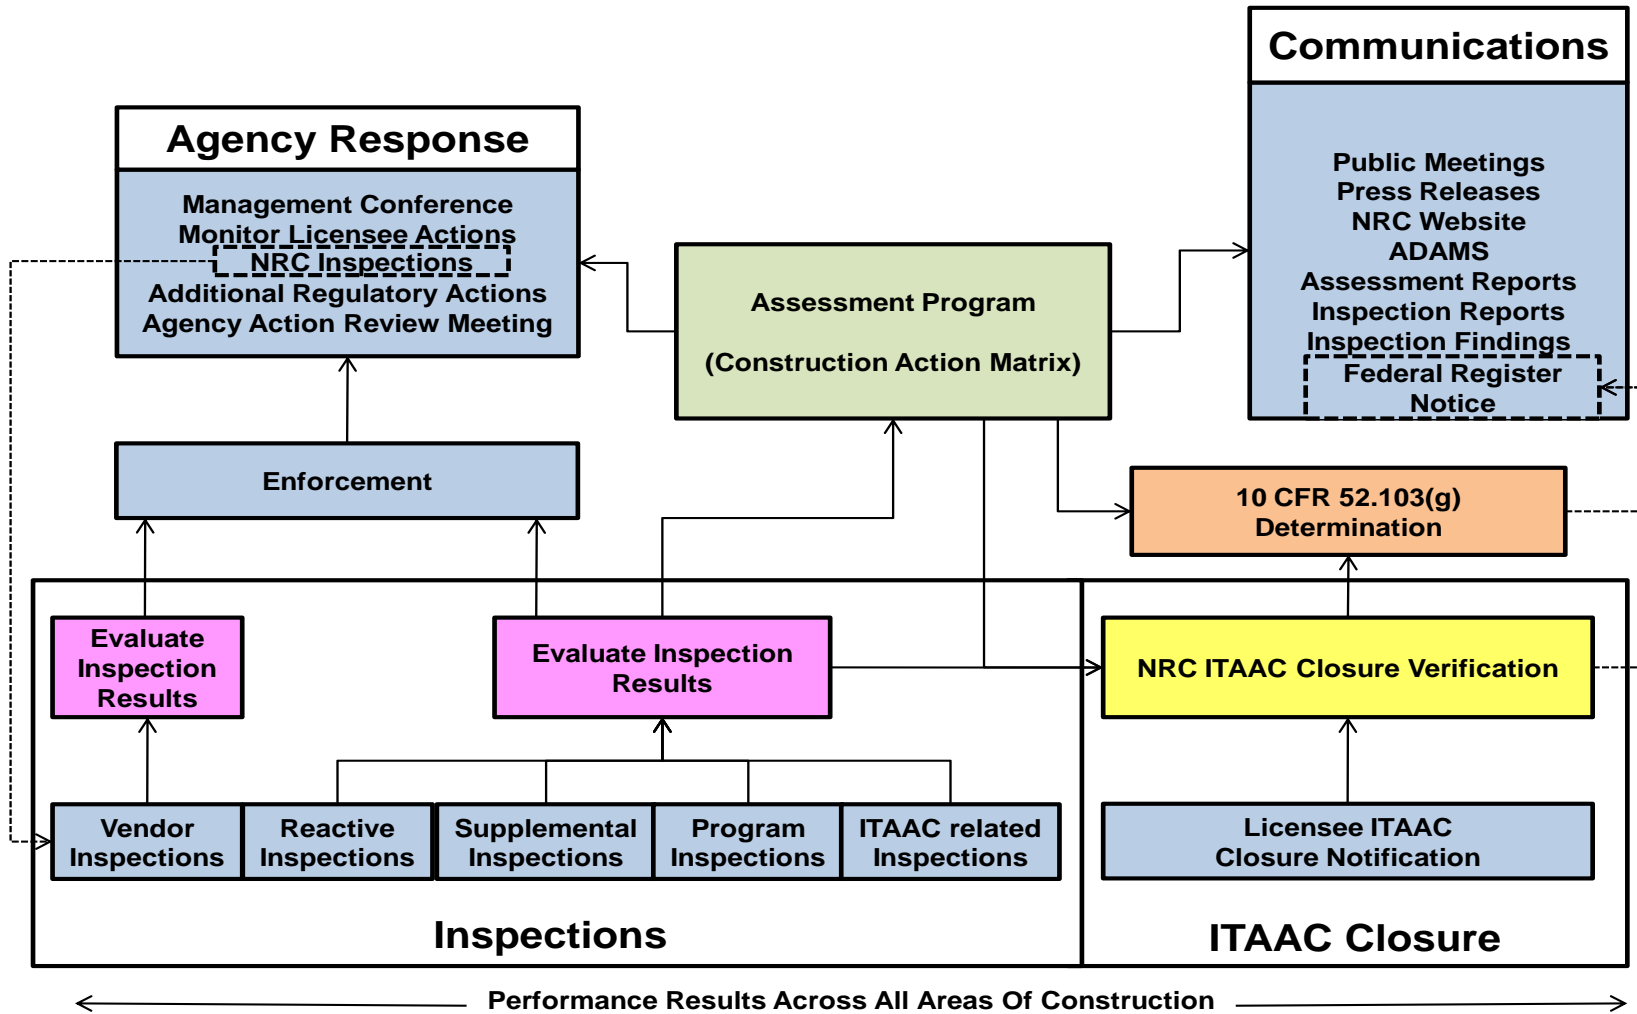 Communications
Public Meetings
Press Releases
NRC Website
ADAMS
Assessment Reports
Inspection Reports
Inspection Findings
Federal Register
Notice
Agency Response
Management Conference
Monitor Licensee Actions
NRC Inspections
Additional Regulatory Actions
Agency Action Review Meeting
Assessment Program
(Construction Action Matrix)
Enforcement
10 CFR 52.103(g)
Determination
Evaluate
Inspection
Results
Evaluate Inspection
Results
NRC ITAAC Closure Verification
Vendor
Inspections
Reactive
Inspections
Supplemental
Inspections
Program
Inspections
ITAAC related
Inspections
Licensee ITAAC
Closure Notification
Inspections
ITAAC Closure
Performance Results Across All Areas Of Construction